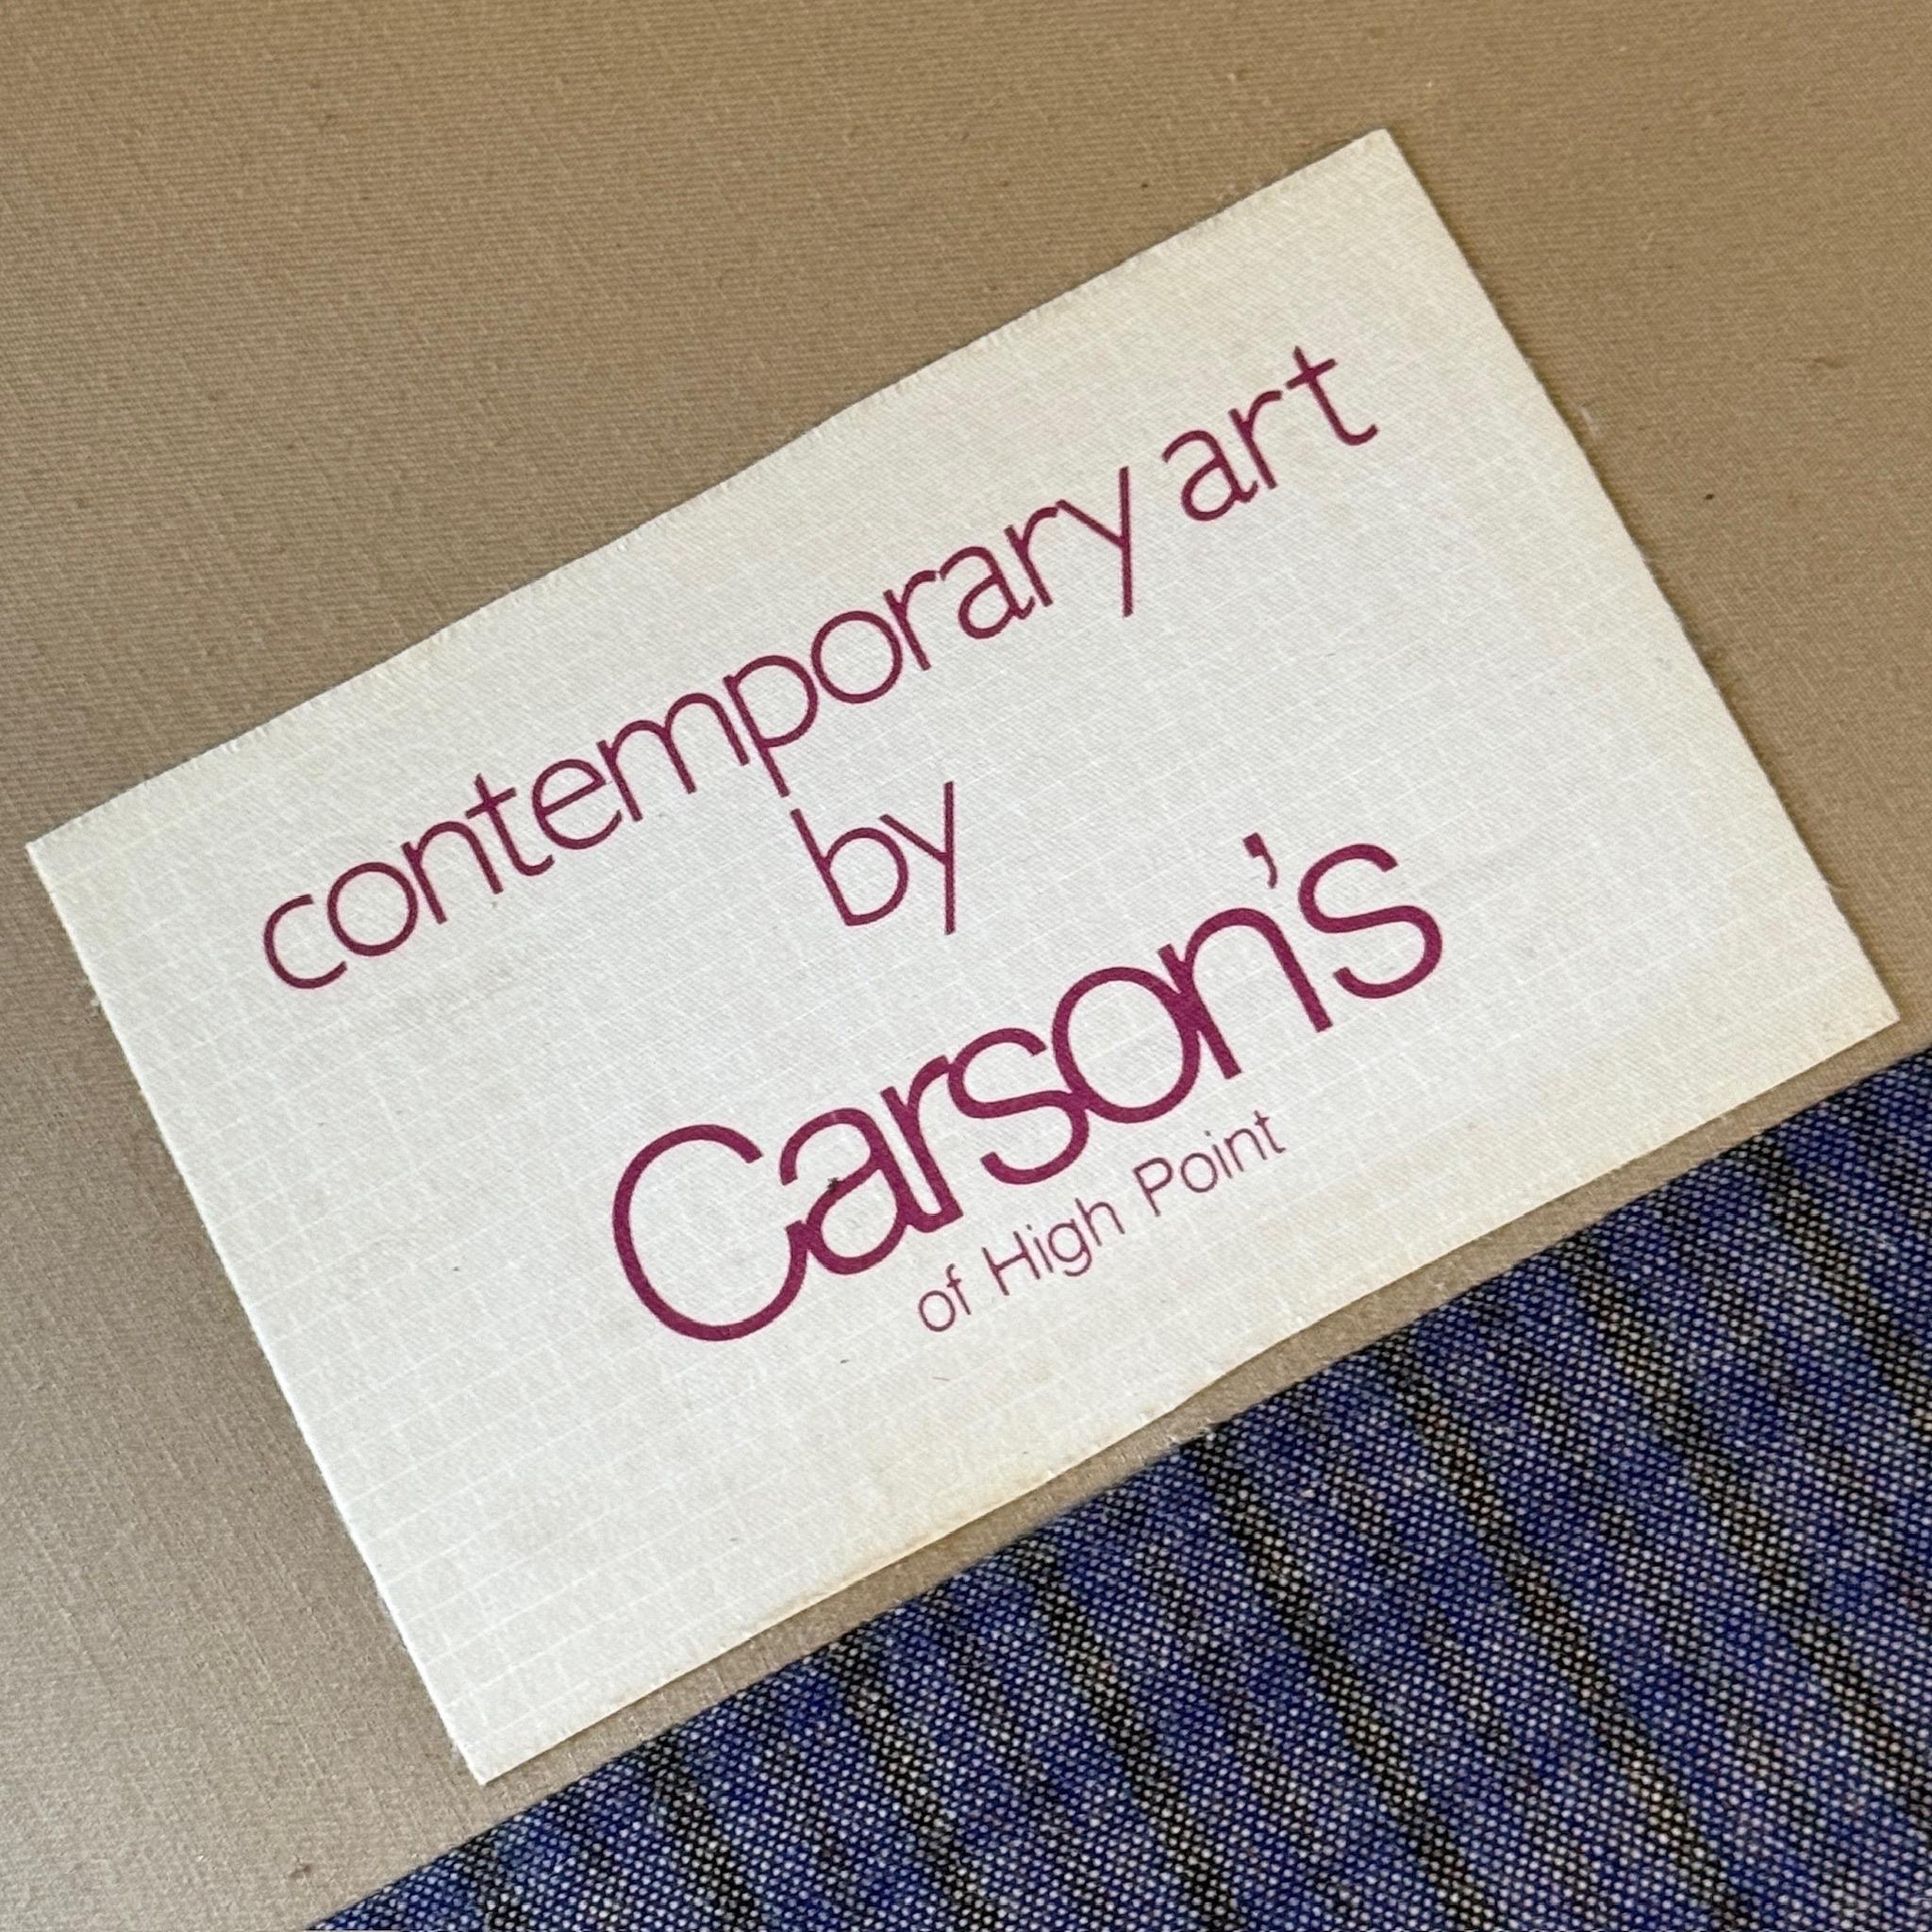 contemporary art
by
Carson's
of High Point